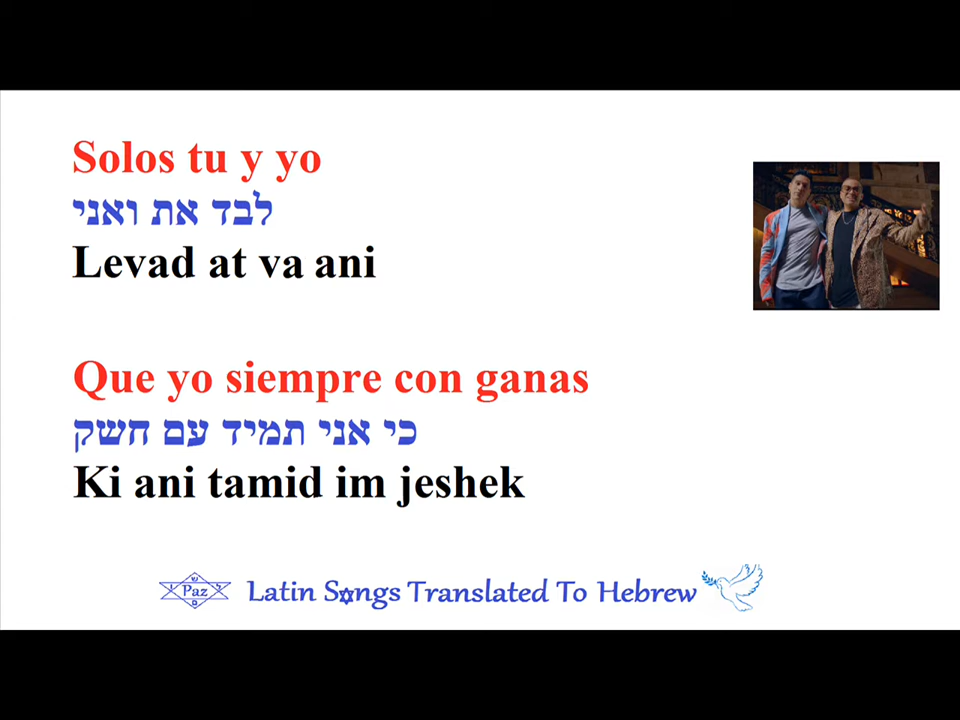 Solos tu y yo
לבד את ואני
Levad at va ani
Que yo siempre con ganas
כי אני תמיד עם חשק
Ki ani tamid im jeshek
Paz
Latin Songs Translated To Hebrew